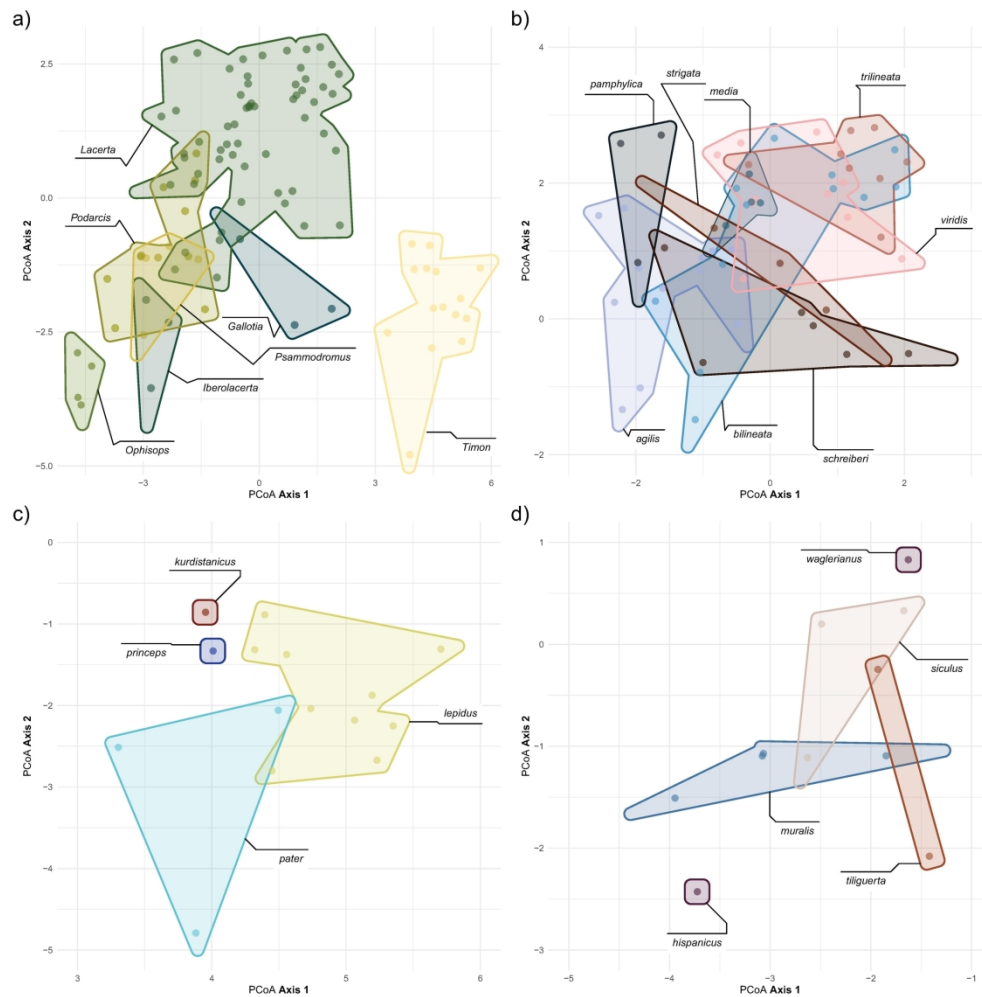 a)
2.5
0.0
−2.5
−5.0
PCoA Axis 2
−3
0
3
6
PCoA Axis 1
Lacerta
Podarcis
Gallotia
Psammodromus
Iberolacerta
Ophisops
Timon
b)
4
2
0
−2
PCoA Axis 2
−2
0
2
PCoA Axis 1
pamphylica
strigata
media
trilineata
viridis
agilis
bilineata
schreiberi
c)
0
−1
−2
−3
−4
−5
PCoA Axis 2
3
4
5
6
PCoA Axis 1
kurdistanicus
princeps
lepidus
pater
d)
1
0
−1
−2
−3
PCoA Axis 2
−5
−4
−3
−2
−1
PCoA Axis 1
waglerianus
siculus
muralis
tiliguerta
hispanicus